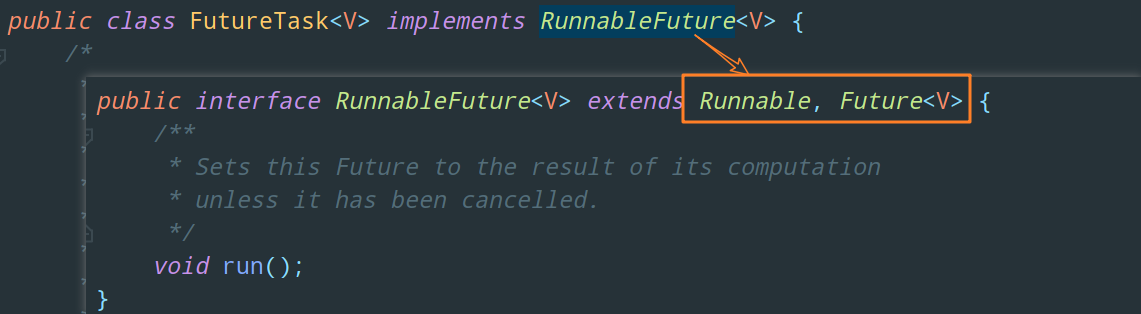 public class FutureTask<V> implements RunnableFuture<V> {
/*
public interface RunnableFuture<V> extends Runnable, Future<V> {
/**
* Sets this Future to the result of its computation
* unless it has been cancelled.
*/
void run();
}